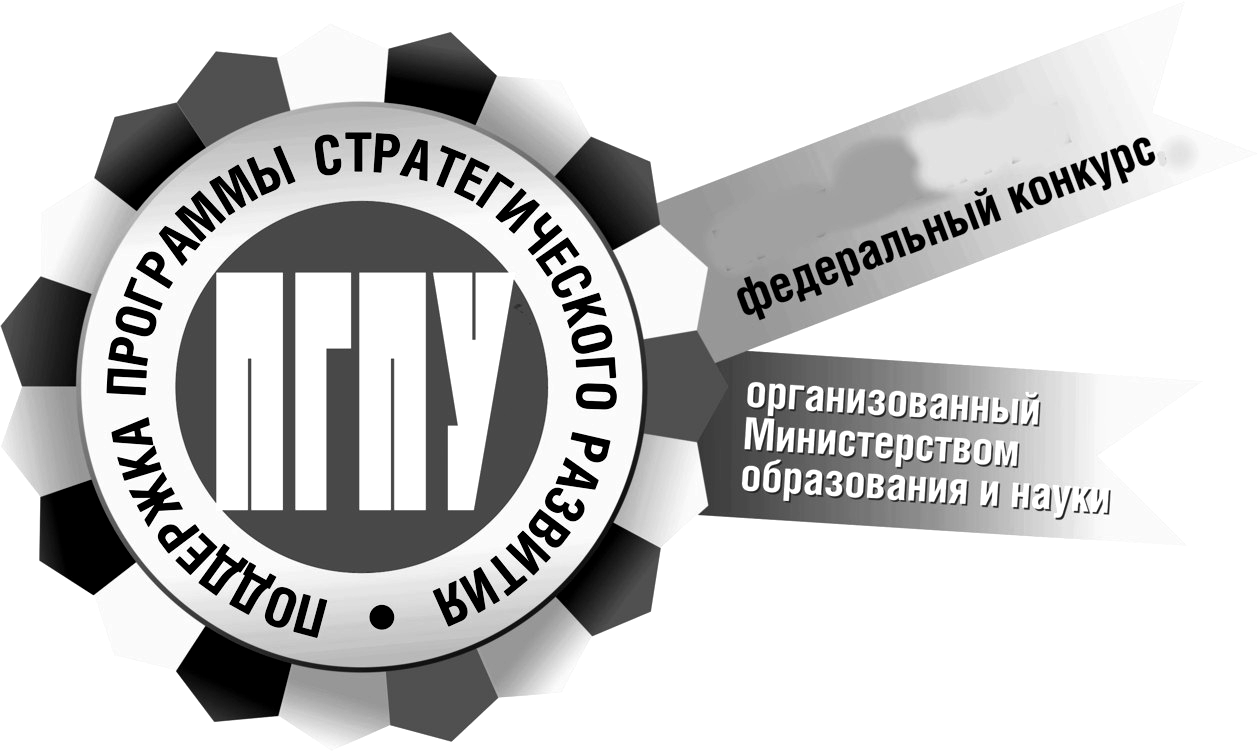 ПОДДЕРЖКА ПРОГРАММЫ СТРАТЕГИЧЕСКОГО РАЗВИТИЯ •
ПГПУ
федеральный конкурс
организованный
Министерством
образования и науки